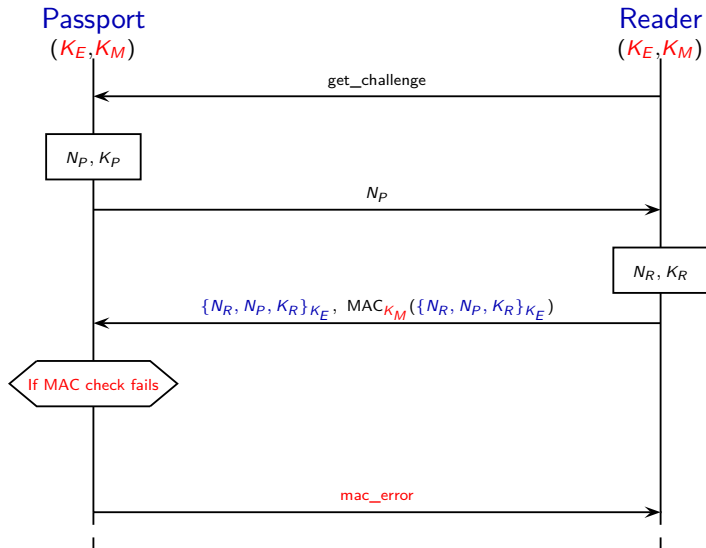 Passport Reader
(K_E,K_M) (K_E,K_M)
get_challenge
N_P, K_P
N_P
N_R, K_R
{N_R, N_P, K_R}_{K_E}, MAC_{K_M}({N_R, N_P, K_R}_{K_E})
If MAC check fails
mac_error